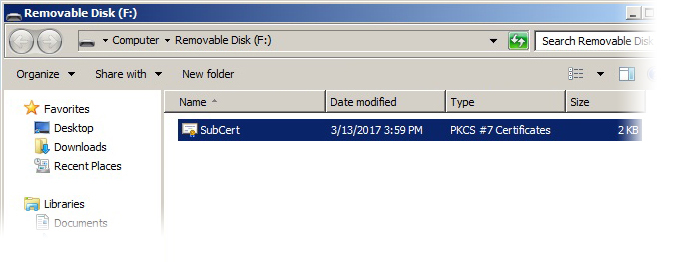 Removable Disk (F:)
Computer Removable Disk (F:) Search Removable Disk
Organize Share with New folder
Favorites
Desktop
Downloads
Recent Places
Libraries
Documents
Name Date modified Type Size
SubCert 3/13/2017 3:59 PM PKCS #7 Certificates 2 KB